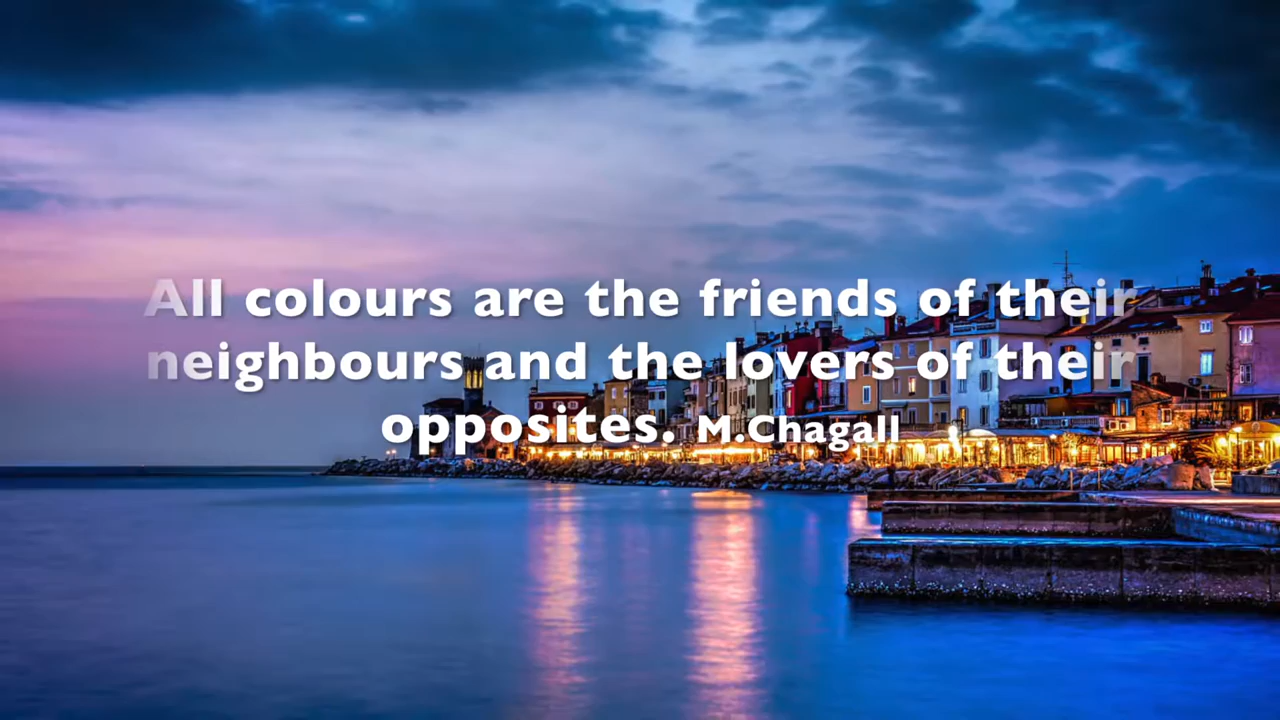 All colours are the friends of their
neighbours and the lovers of their
opposites. M.Chagall